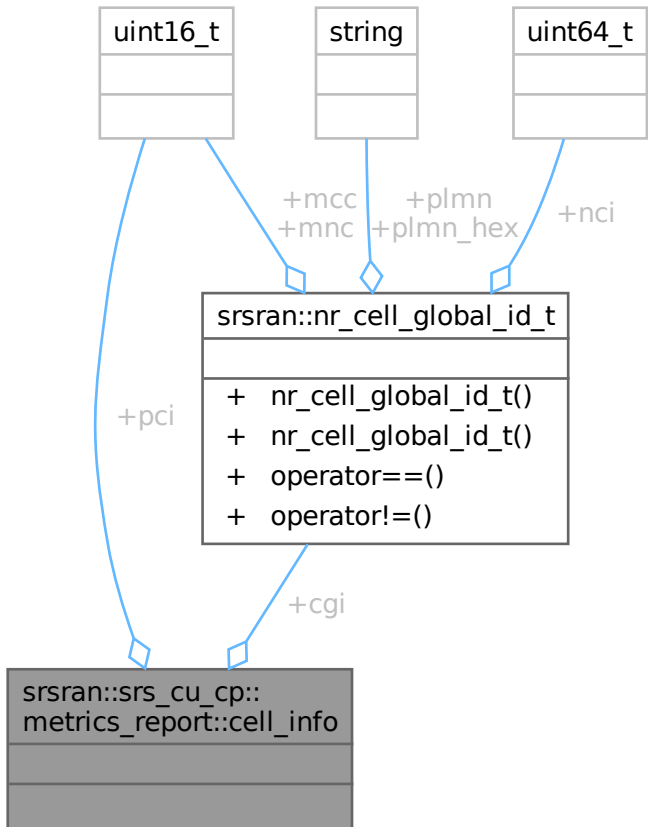 uint16_t
string
uint64_t
+mcc
+mnc
+plmn
+plmn_hex
+nci
srsran::nr_cell_global_id_t
+ nr_cell_global_id_t()
+ nr_cell_global_id_t()
+ operator==()
+ operator!=()
+pci
+cgi
srsran::srs_cu_cp::
metrics_report::cell_info